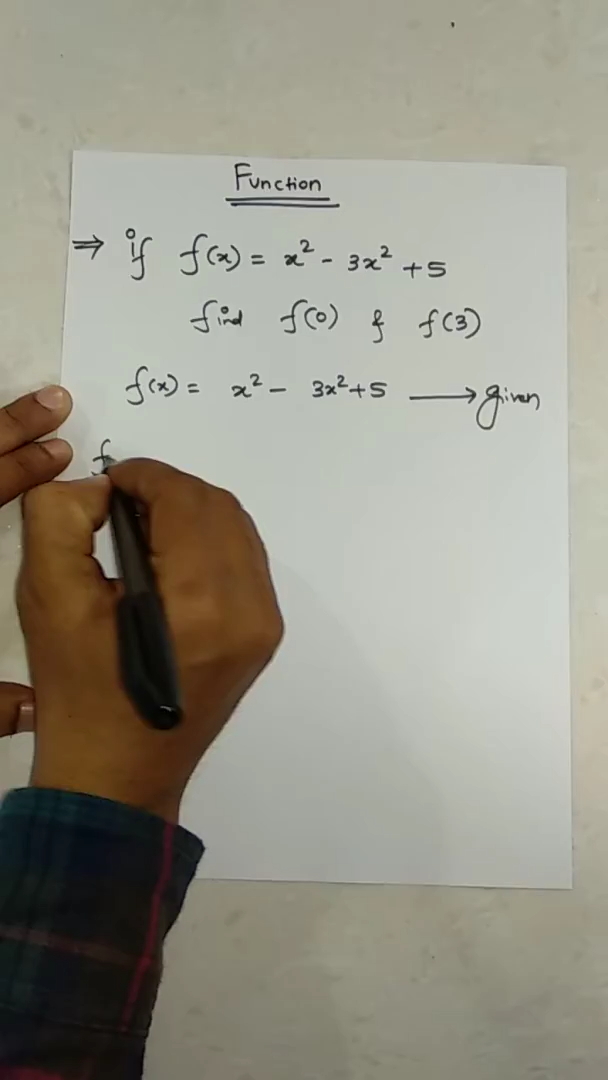 Function
⇒ if f(x) = x² - 3x² + 5
find f(0) & f(3)
f(x) = x² - 3x² + 5 ⟶ given
f